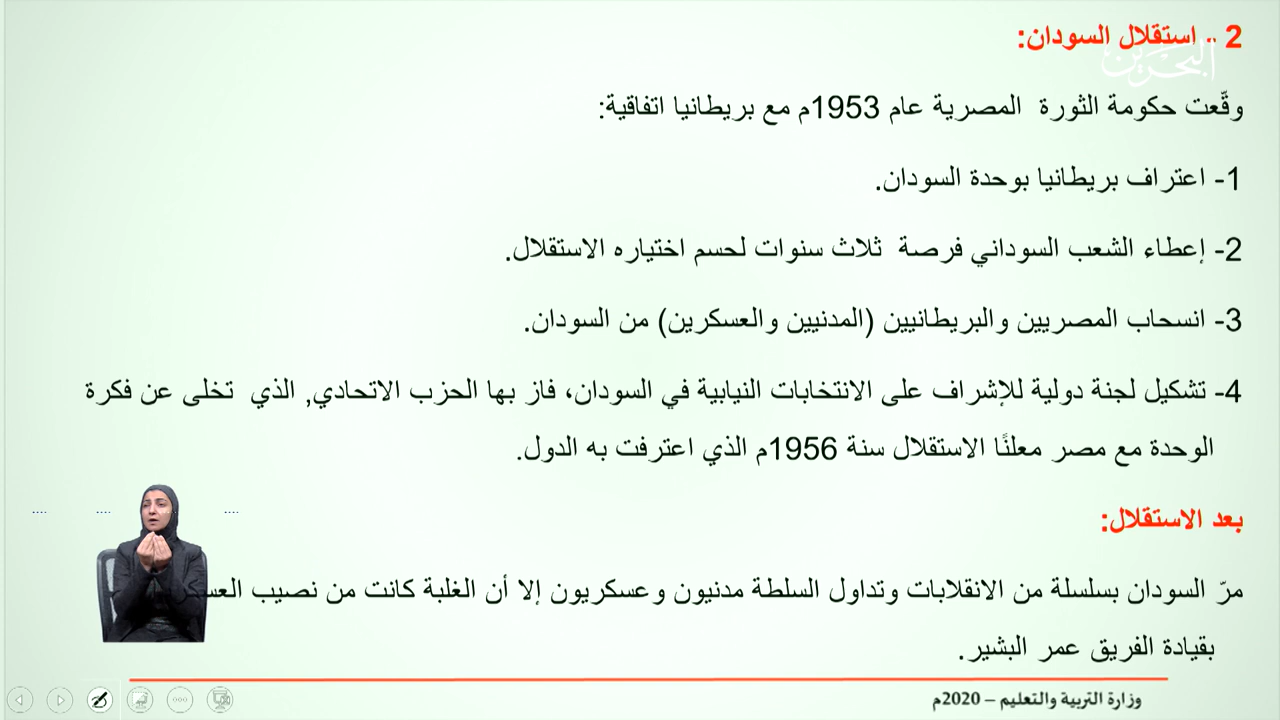 2 - استقلال السودان:
البحرين
وقّعت حكومة الثورة المصرية عام 1953م مع بريطانيا اتفاقية:
1- اعتراف بريطانيا بوحدة السودان.
2- إعطاء الشعب السوداني فرصة ثلاث سنوات لحسم اختياره الاستقلال.
3- انسحاب المصريين والبريطانيين (المدنيين والعسكرين) من السودان.
4- تشكيل لجنة دولية للإشراف على الانتخابات النيابية في السودان، فاز بها الحزب الاتحادي, الذي تخلى عن فكرة
الوحدة مع مصر معلنًا الاستقلال سنة 1956م الذي اعترفت به الدول.
بعد الاستقلال:
مرّ السودان بسلسلة من الانقلابات وتداول السلطة مدنيون وعسكريون إلا أن الغلبة كانت من نصيب
بقيادة الفريق عمر البشير.
وزارة التربية والتعليم – 2020م